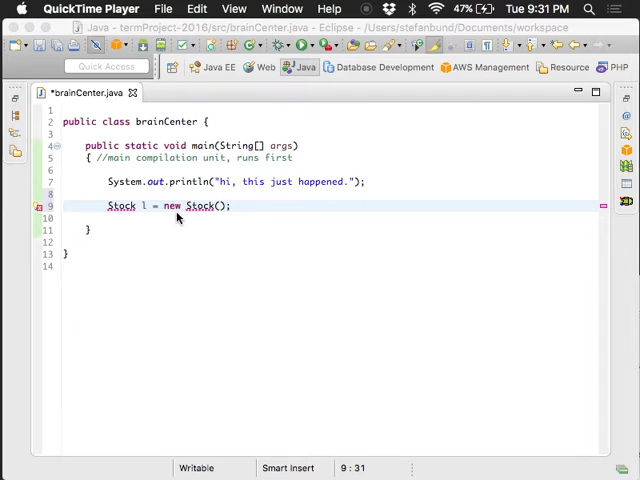 QuickTime Player File Edit View Window Help 47% Tue 9:31 PM
Java - termProject-2016/src/brainCenter.java - Eclipse - /Users/stefanbund/Documents/workspace
Quick Access Java EE Web Java Database Development AWS Management Resource PHP
*brainCenter.java
1
2 public class brainCenter {
3
4 public static void main(String[] args)
5 { //main compilation unit, runs first
6
7 System.out.println("hi, this just happened.");
8
9 Stock l = new Stock();
10
11 }
12
13 }
14
Writable Smart Insert 9 : 31